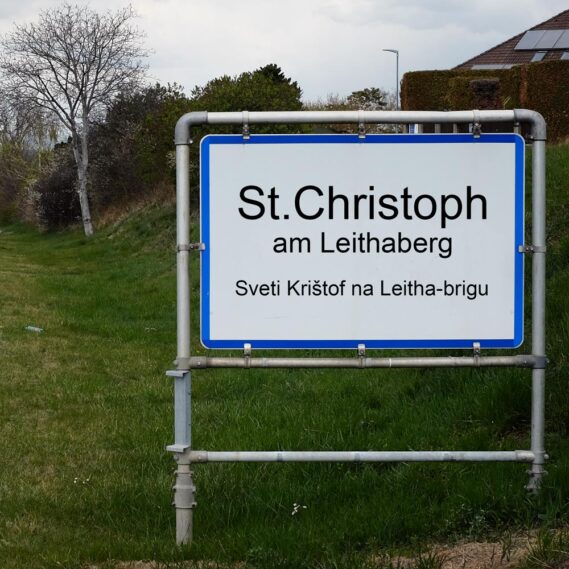 St.Christoph
am Leithaberg
Sveti Krištof na Leitha-brigu